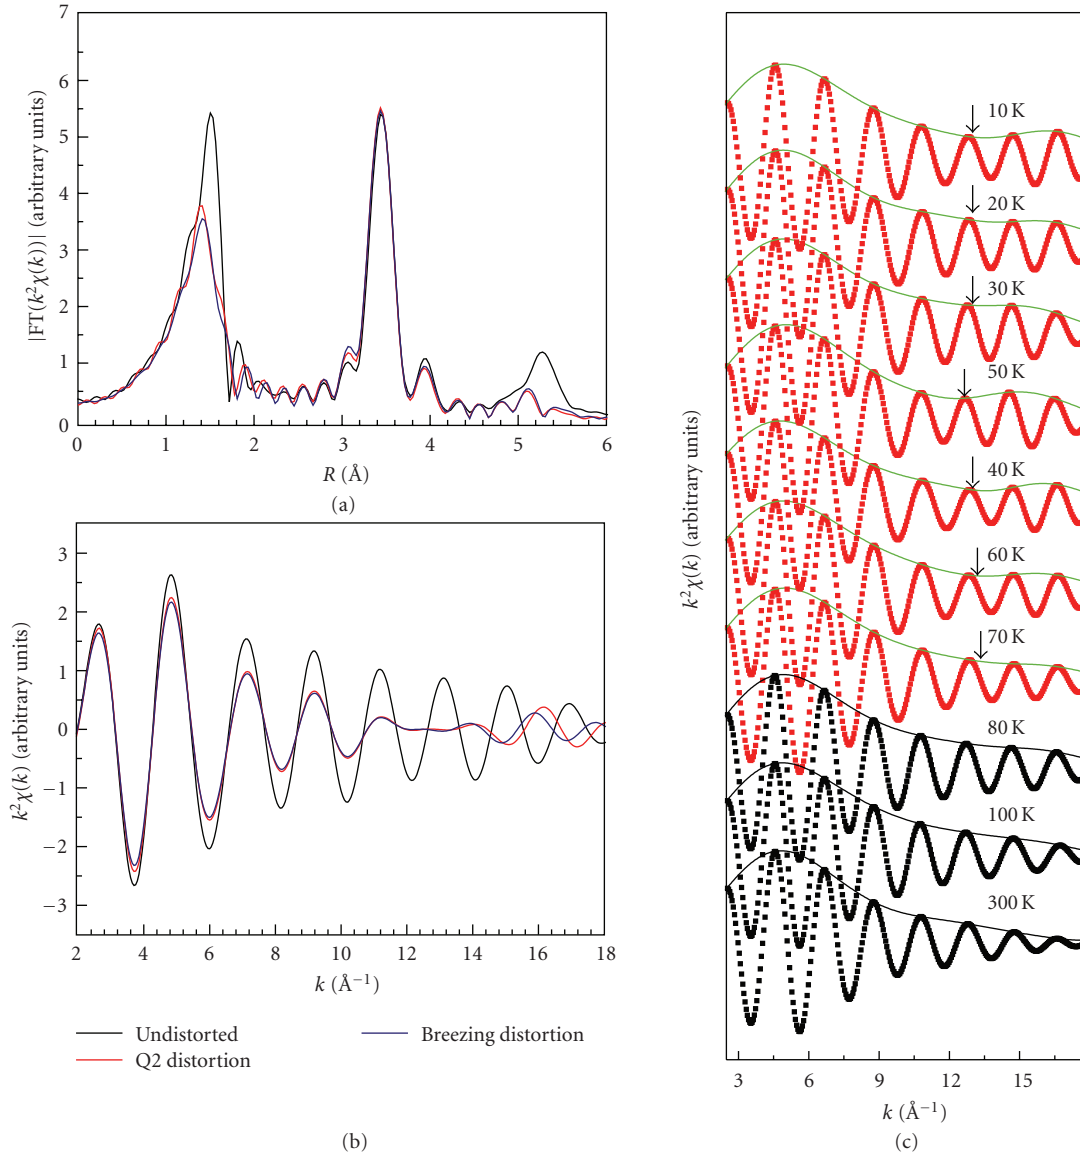 7
6
5
4
3
2
1
0
|FT(k²χ(k))| (arbitrary units)
0 1 2 3 4 5 6
R (Å)
(a)
3
2
1
0
−1
−2
−3
k²χ(k) (arbitrary units)
2 4 6 8 10 12 14 16 18
k (Å⁻¹)
Undistorted
Q2 distortion
Breezing distortion
(b)
10 K
20 K
30 K
50 K
40 K
60 K
70 K
80 K
100 K
300 K
k²χ(k) (arbitrary units)
3 6 9 12 15
k (Å⁻¹)
(c)